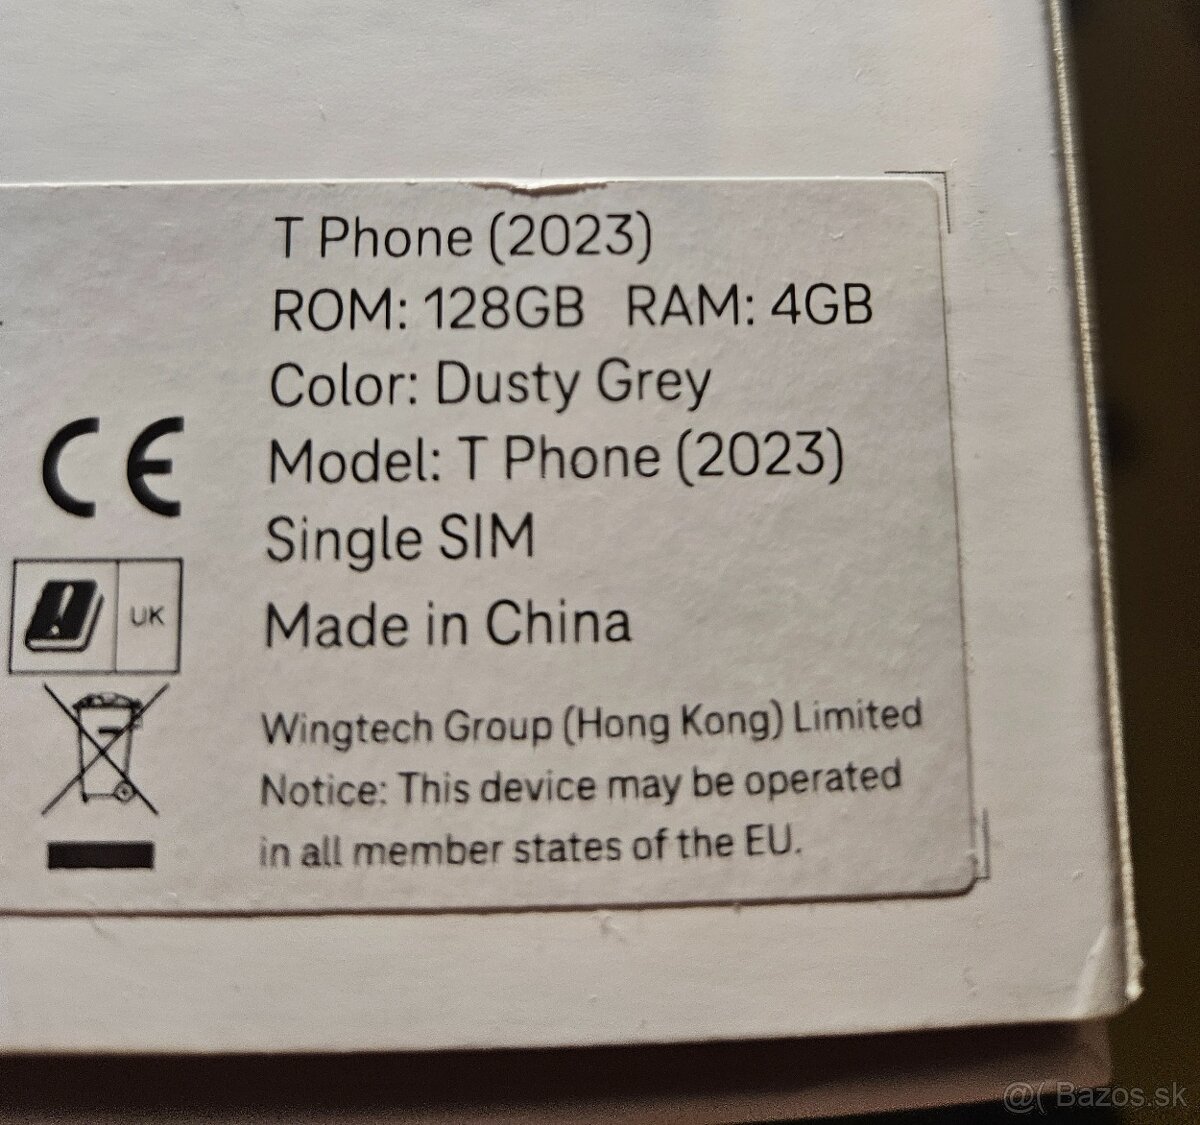 T Phone (2023)
ROM: 128GB RAM: 4GB
Color: Dusty Grey
Model: T Phone (2023)
Single SIM
Made in China
CE
UK
Wingtech Group (Hong Kong) Limited
Notice: This device may be operated
in all member states of the EU.
@( Bazos.sk